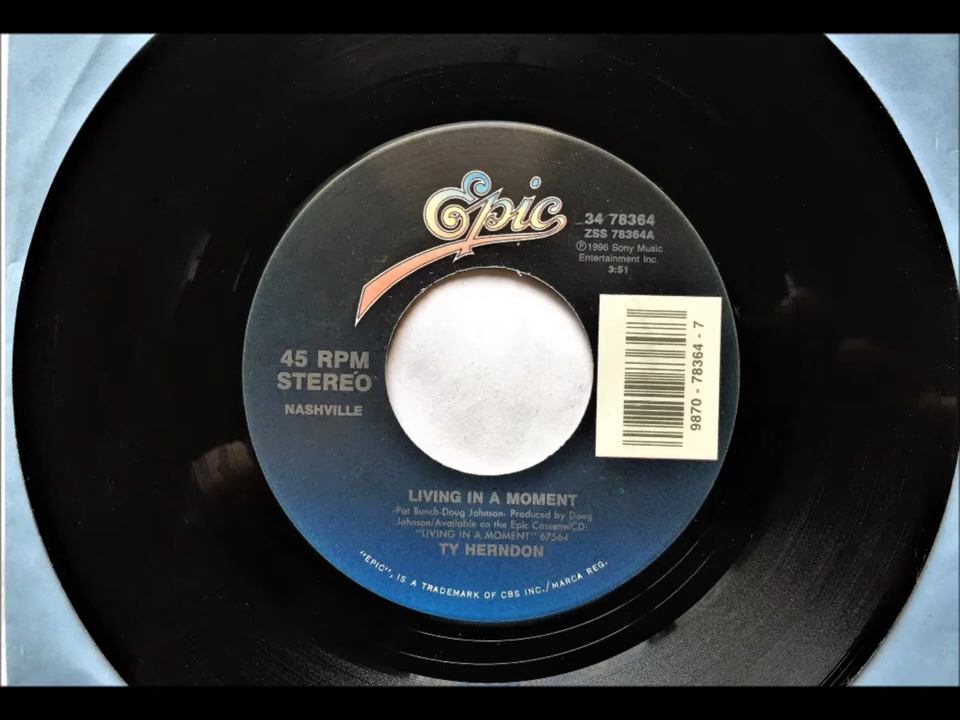 Epic
34 78364
ZSS 78364A
Ⓟ1996 Sony Music
Entertainment Inc.
3:51
45 RPM
STEREO
NASHVILLE
9870 - 78364 - 7
LIVING IN A MOMENT
-Pat Bunch-Doug Johnson- Produced by Doug
Johnson/Available on the Epic Cassette/CD
"LIVING IN A MOMENT" 67564
TY HERNDON
"EPIC", IS A TRADEMARK OF CBS INC./MARCA REG.